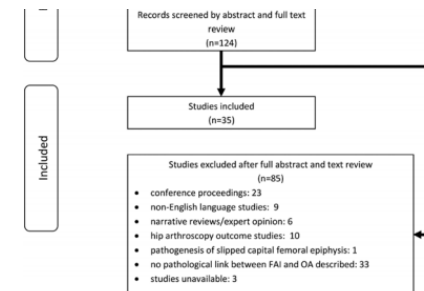 Records screened by abstract and full text
review
(n=124)
Studies included
(n=35)
Included
Studies excluded after full abstract and text review
(n=85)
• conference proceedings: 23
• non-English language studies: 9
• narrative reviews/expert opinion: 6
• hip arthroscopy outcome studies: 10
• pathogenesis of slipped capital femoral epiphysis: 1
• no pathological link between FAI and OA described: 33
• studies unavailable: 3